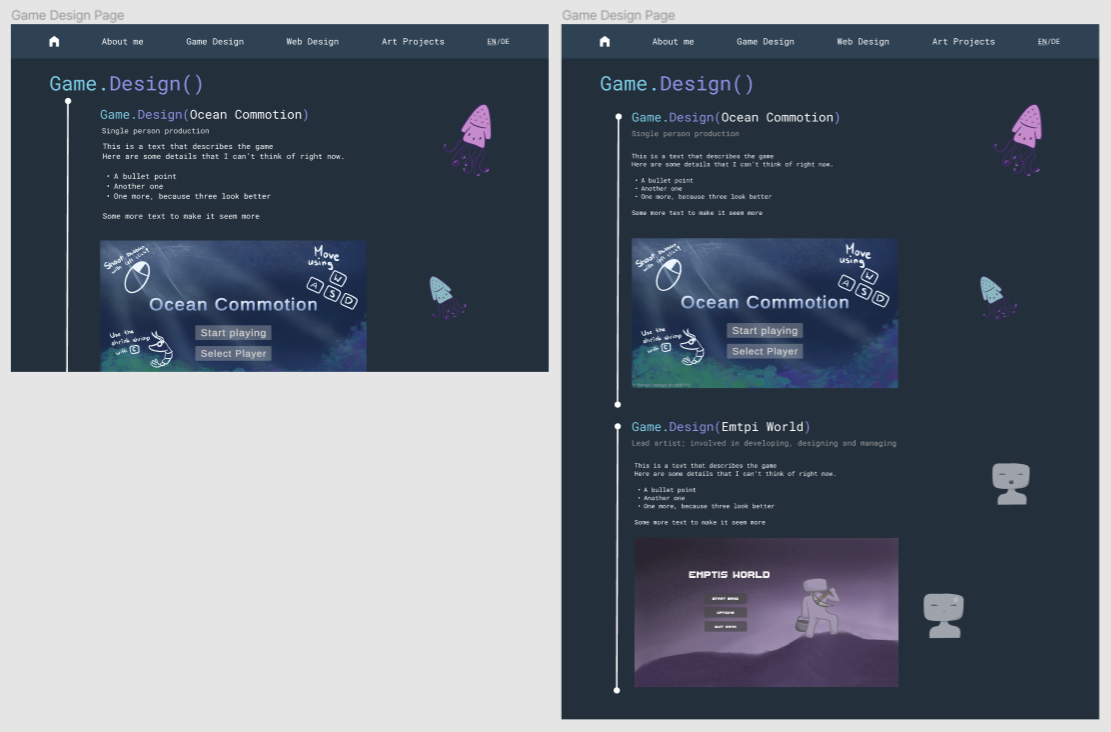 Game Design Page
About me Game Design Web Design Art Projects EN/DE
Game.Design()
Game.Design(Ocean Commotion)
Single person production
This is a text that describes the game
Here are some details that I can't think of right now.
• A bullet point
• Another one
• One more, because three look better
Some more text to make it seem more
Shoot bubbles
with left click
Move
using
W
A S D
Ocean Commotion
Start playing
Select Player
Use the
shrink shrimp
with E
Game Design Page
About me Game Design Web Design Art Projects EN/DE
Game.Design()
Game.Design(Ocean Commotion)
Single person production
This is a text that describes the game
Here are some details that I can't think of right now.
• A bullet point
• Another one
• One more, because three look better
Some more text to make it seem more
Shoot bubbles
with left click
Move
using
W
A S D
Ocean Commotion
Start playing
Select Player
Use the
shrink shrimp
with E
Game.Design(Emtpi World)
Lead artist; involved in developing, designing and managing
This is a text that describes the game
Here are some details that I can't think of right now.
• A bullet point
• Another one
• One more, because three look better
Some more text to make it seem more
EMPTIS WORLD
START GAME
OPTIONS
QUIT GAME